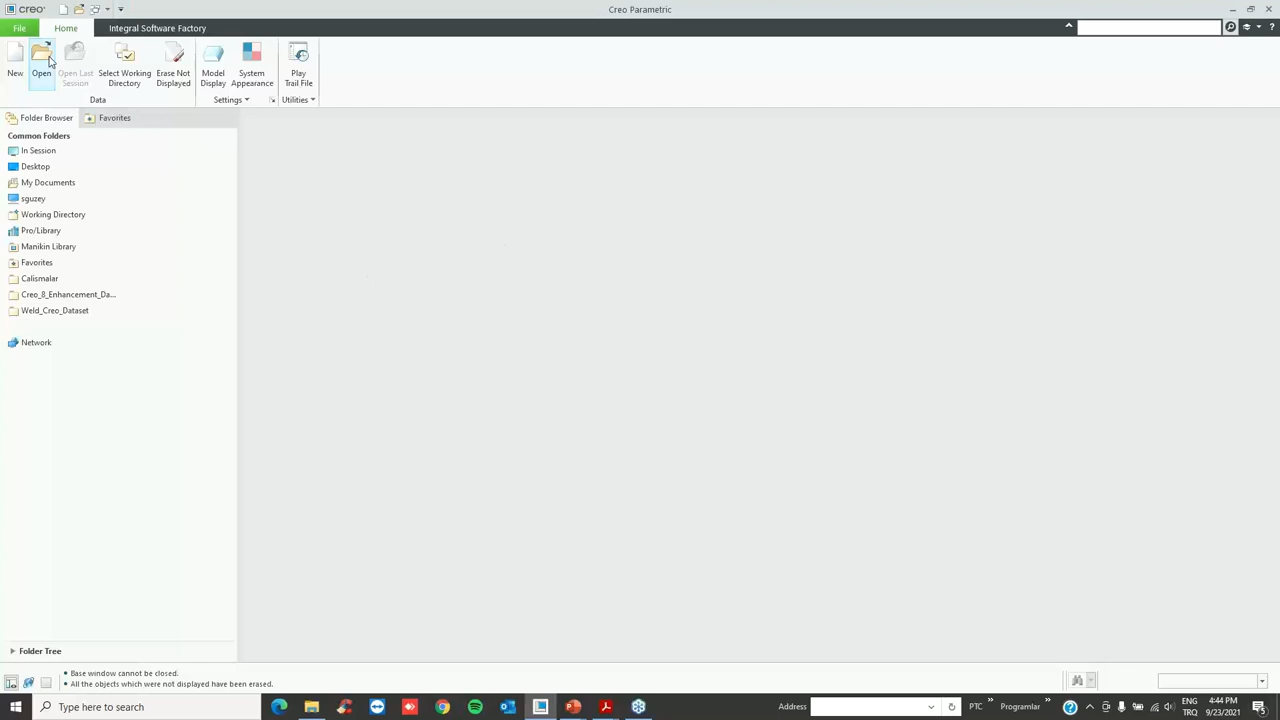 creo
Creo Parametric
File
Home
Integral Software Factory
New
Open
Open Last
Session
Select Working
Directory
Erase Not
Displayed
Model
Display
System
Appearance
Play
Trail File
Data
Settings
Utilities
Folder Browser
Favorites
Common Folders
In Session
Desktop
My Documents
sguzey
Working Directory
Pro/Library
Manikin Library
Favorites
Calismalar
Creo_8_Enhancement_Da...
Weld_Creo_Dataset
Network
Folder Tree
• Base window cannot be closed.
• All the objects which were not displayed have been erased.
Type here to search
Address
PTC
Programlar
ENG
TRQ
4:44 PM
9/23/2021